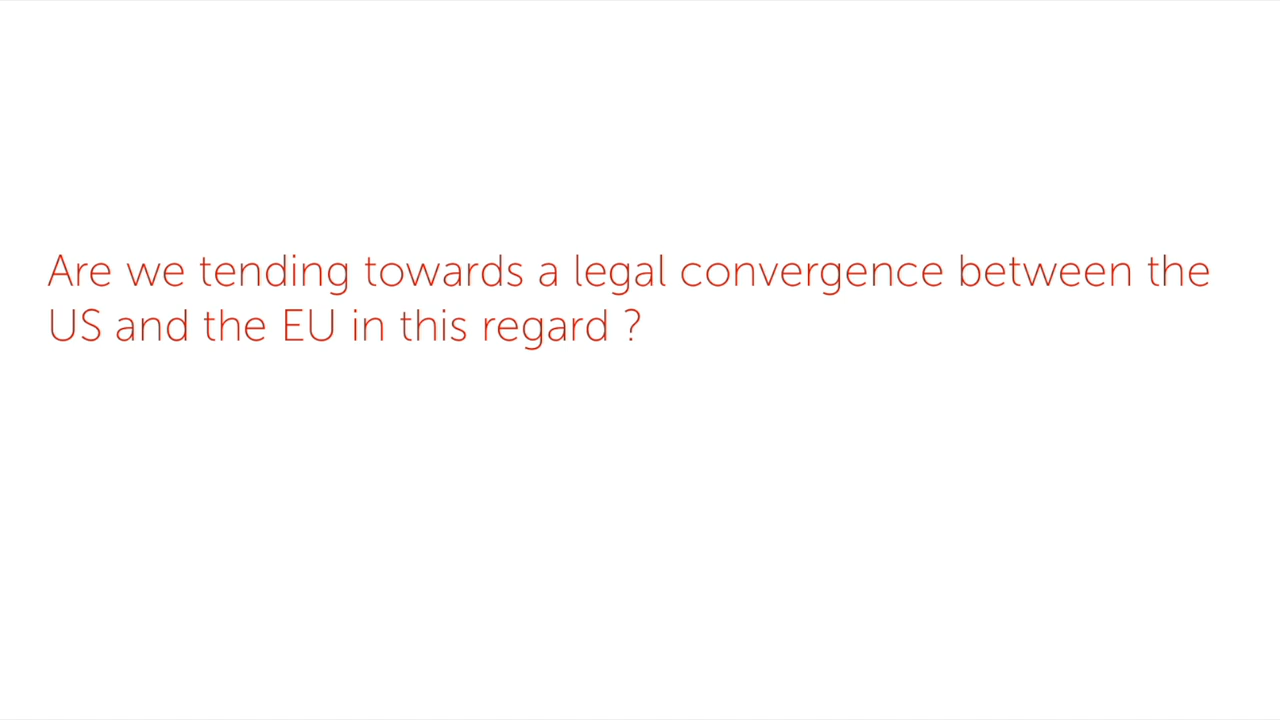 Are we tending towards a legal convergence between the
US and the EU in this regard ?